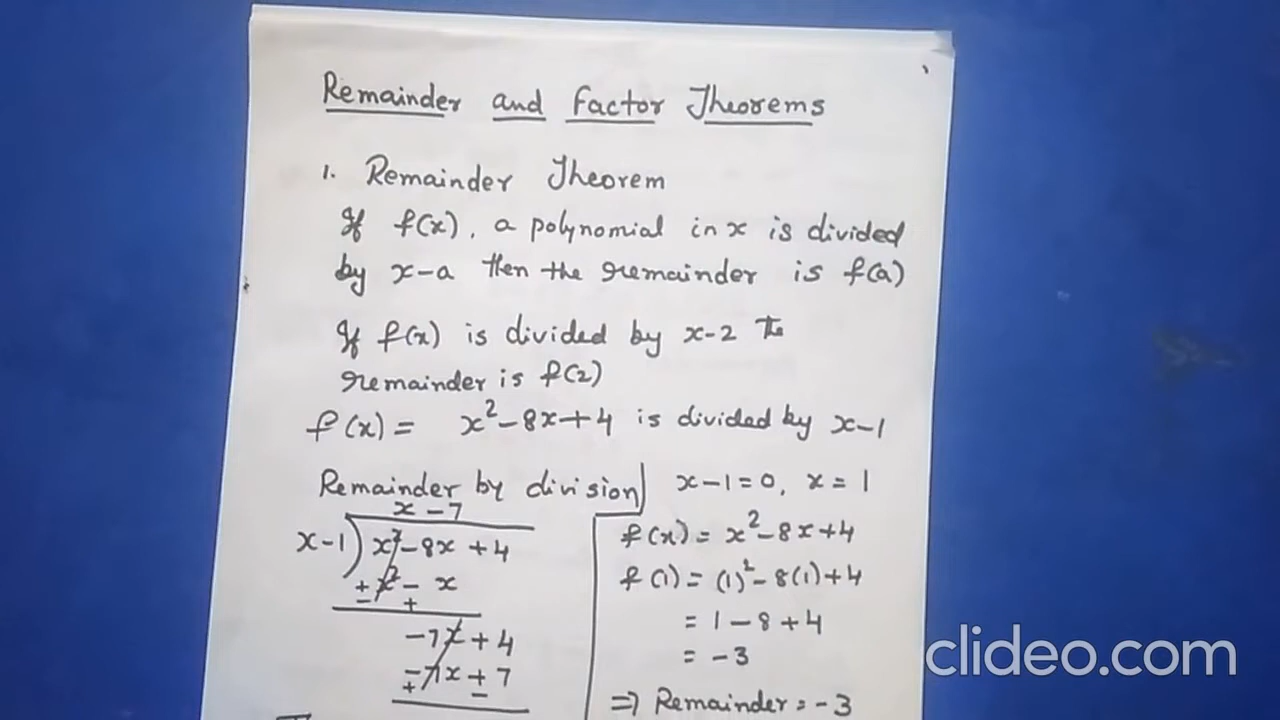 Remainder and Factor Theorems
1. Remainder Theorem
If f(x), a polynomial in x is divided
by x-a then the remainder is f(a)
If f(x) is divided by x-2 The
remainder is f(2)
f(x) = x²-8x+4 is divided by x-1
Remainder by division
x-7
x-1) x²-8x+4
+x²- x
- +
-7x+4
-7x+7
+ -
x-1=0, x=1
f(x) = x²-8x+4
f(1) = (1)²-8(1)+4
= 1-8+4
= -3
⇒ Remainder = -3
clideo.com